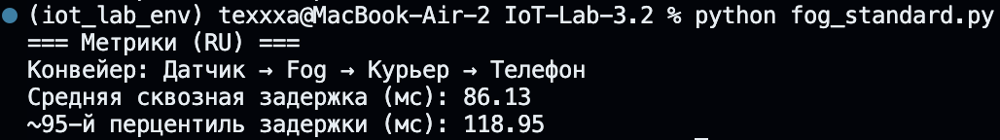 (iot_lab_env) texxxa@MacBook-Air-2 IoT-Lab-3.2 % python fog_standard.py
=== Метрики (RU) ===
Конвейер: Датчик → Fog → Курьер → Телефон
Средняя сквозная задержка (мс): 86.13
~95-й перцентиль задержки (мс): 118.95